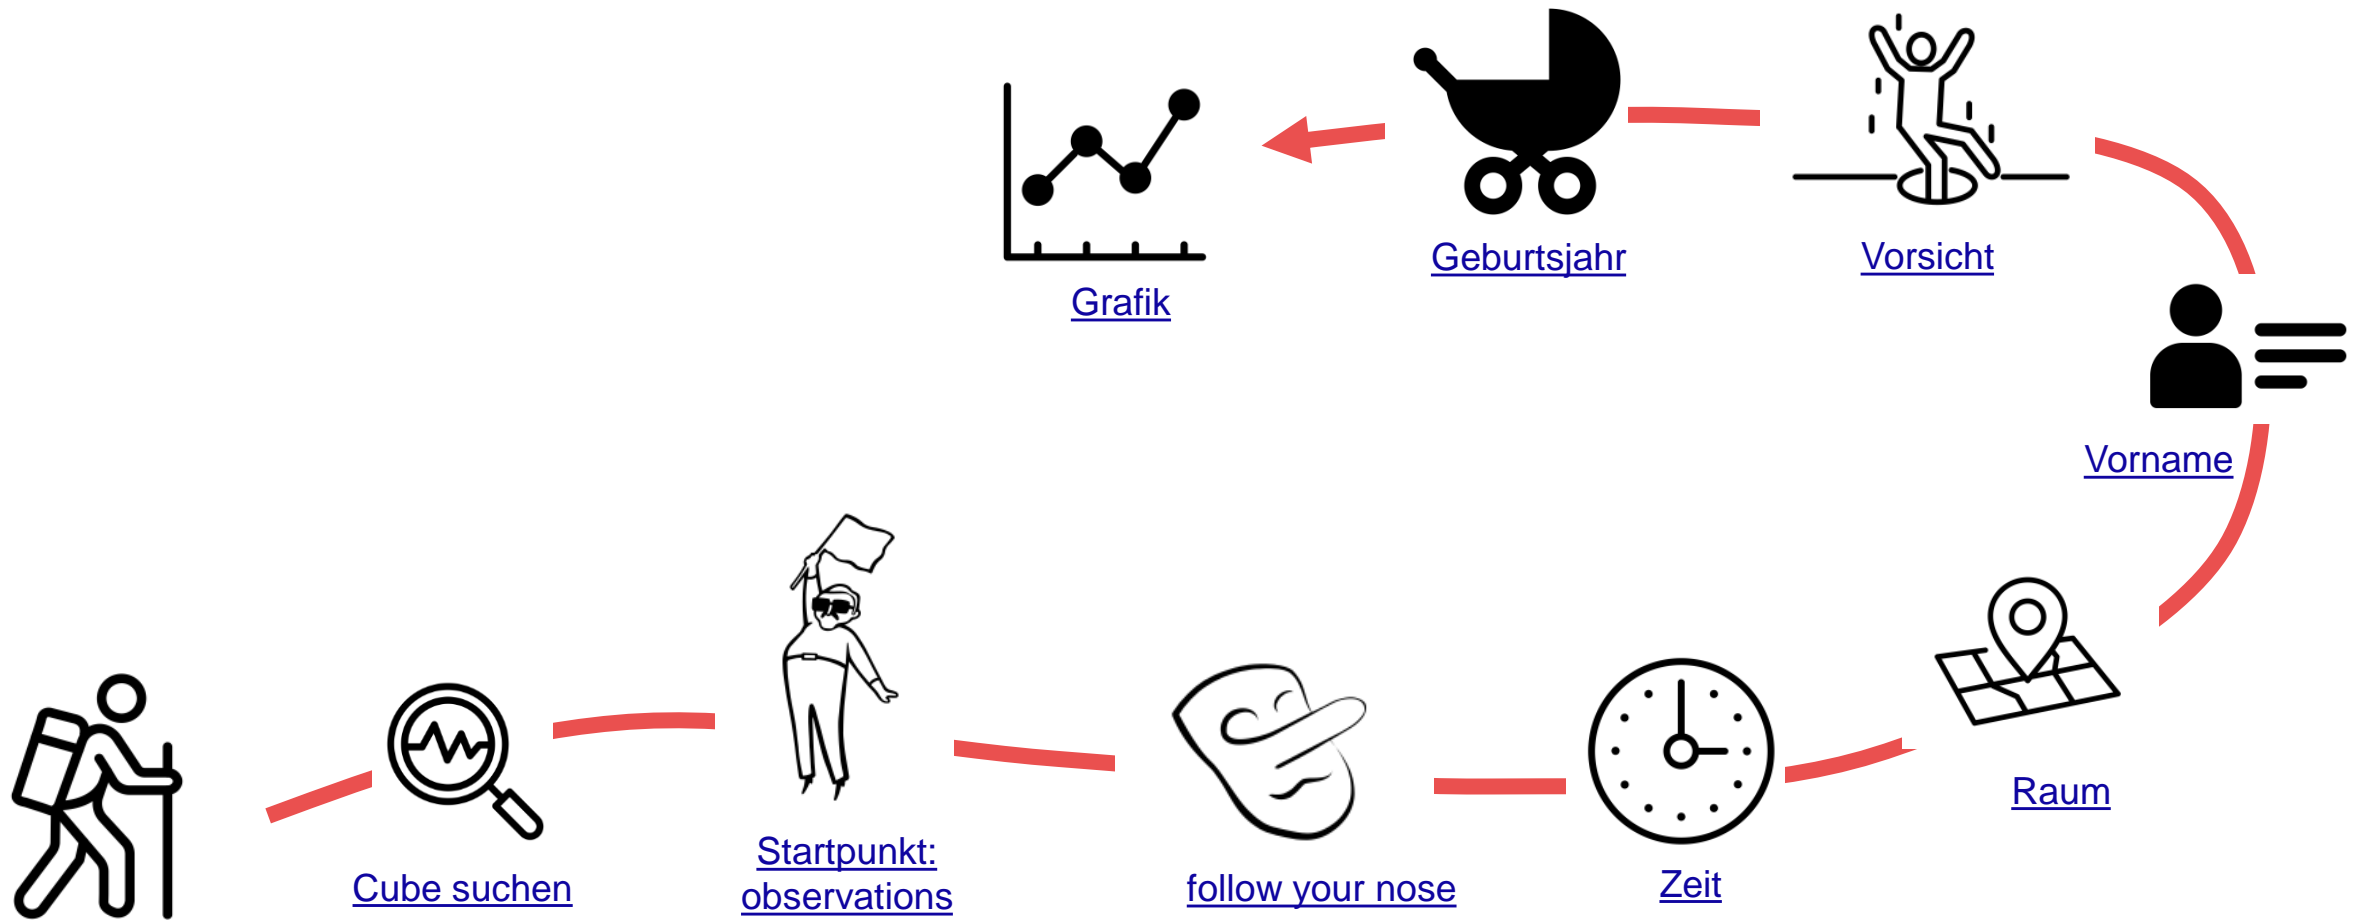 Geburtsjahr
Vorsicht
Grafik
Vorname
Raum
Startpunkt:
observations
Cube suchen
follow your nose
Zeit